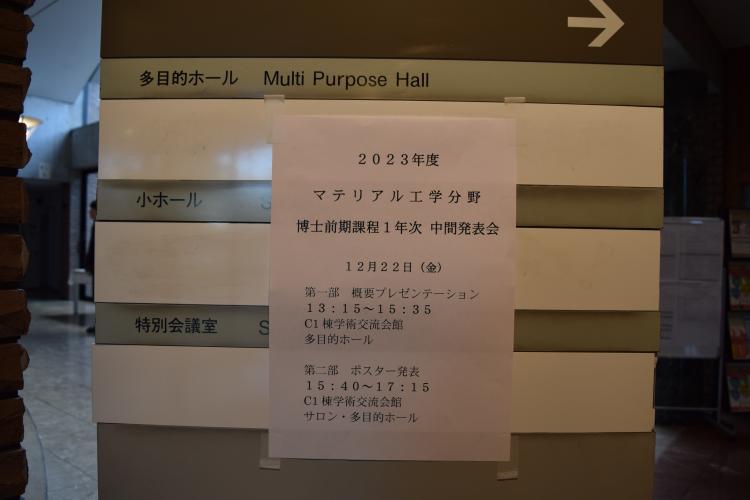 多目的ホール Multi Purpose Hall
２０２３年度
マテリアル工学分野
博士前期課程１年次 中間発表会
１２月２２日（金）
第一部 概要プレゼンテーション
１３：１５～１５：３５
C1 棟学術交流会館
多目的ホール
第二部 ポスター発表
１５：４０～１７：１５
C1 棟学術交流会館
サロン・多目的ホール
小ホール S
特別会議室 S